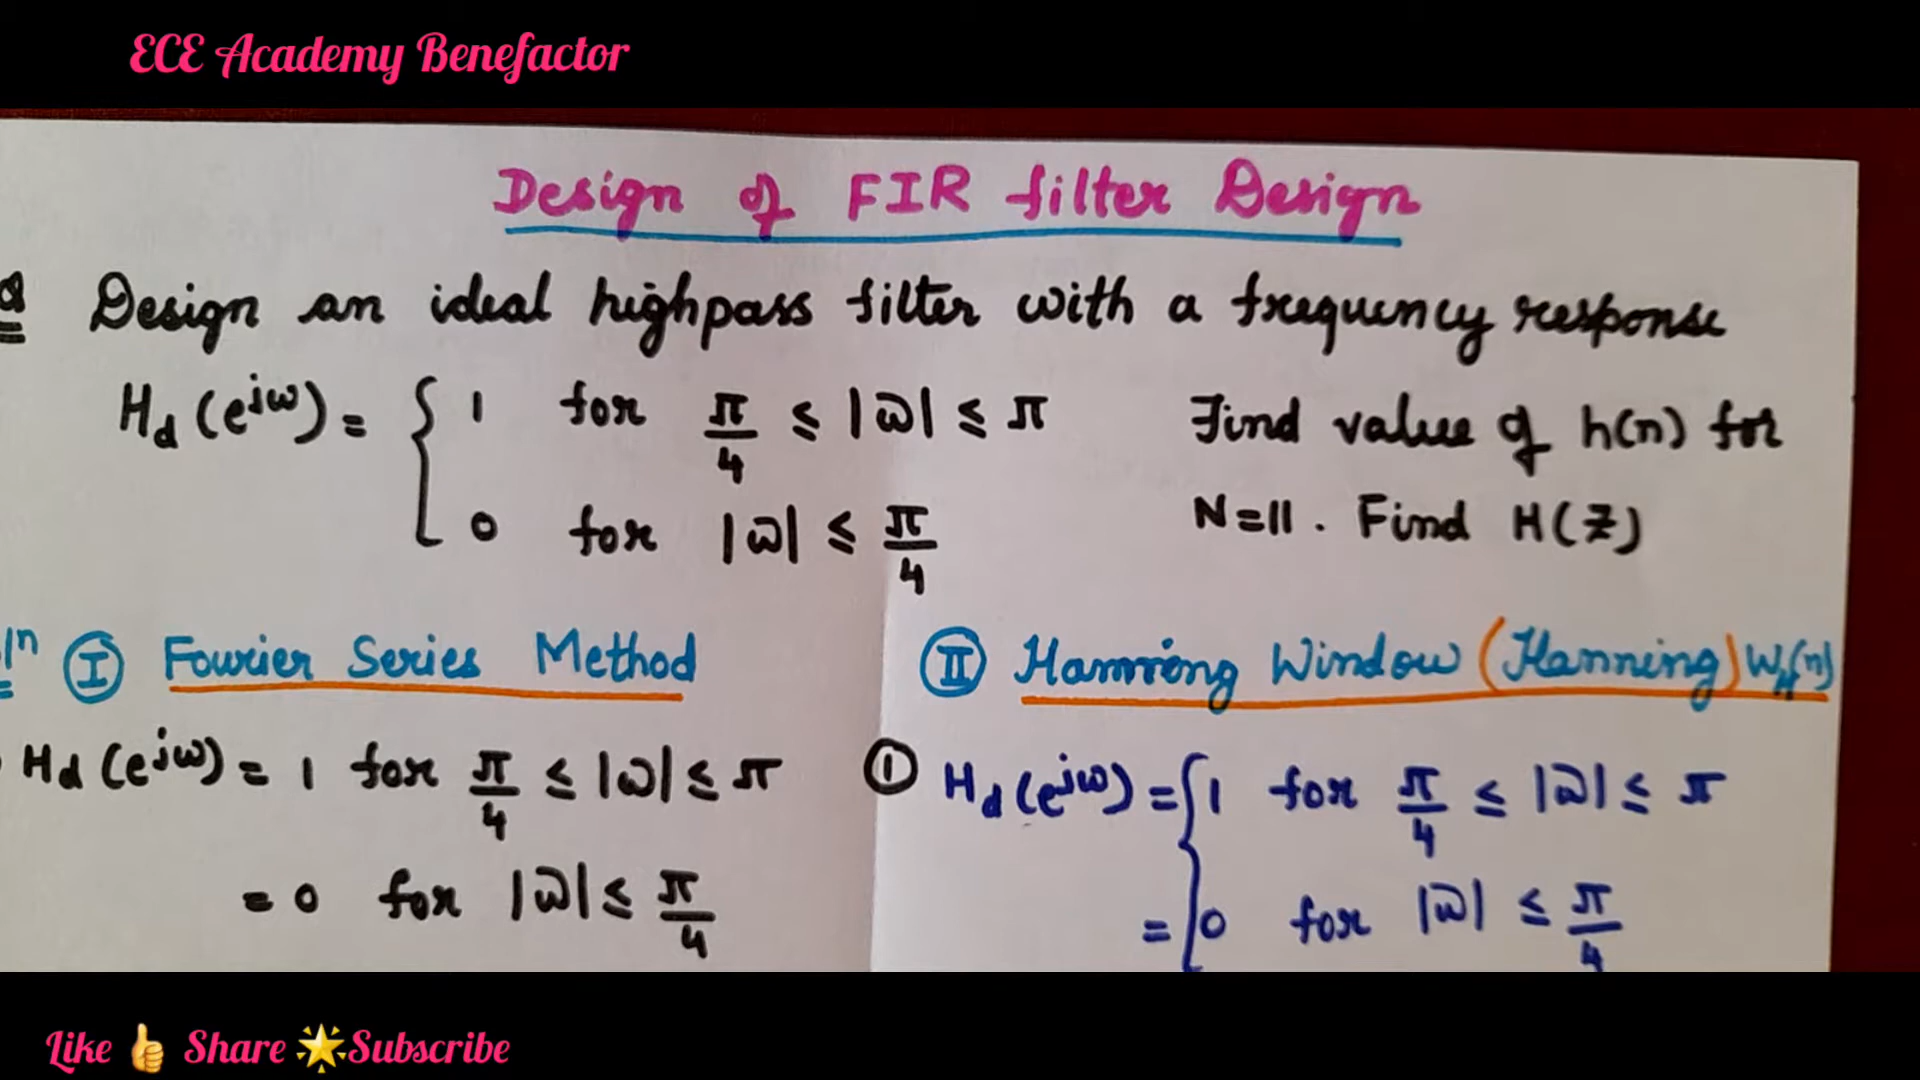 ECE Academy Benefactor
Design of FIR filter Design
Q Design an ideal highpass filter with a frequency response
Hd(e^jω) = { 1 for π/4 ≤ |ω| ≤ π
0 for |ω| ≤ π/4
Find value of h(n) for
N=11. Find H(Z)
I Fourier Series Method
Hd(e^jω) = 1 for π/4 ≤ |ω| ≤ π
= 0 for |ω| ≤ π/4
II Window (Hanning) WH(n)
① Hd(e^jω) = { 1 for π/4 ≤ |ω| ≤ π
= 0 for |ω| ≤ π/4
Like 👍 Share 🌟Subscribe